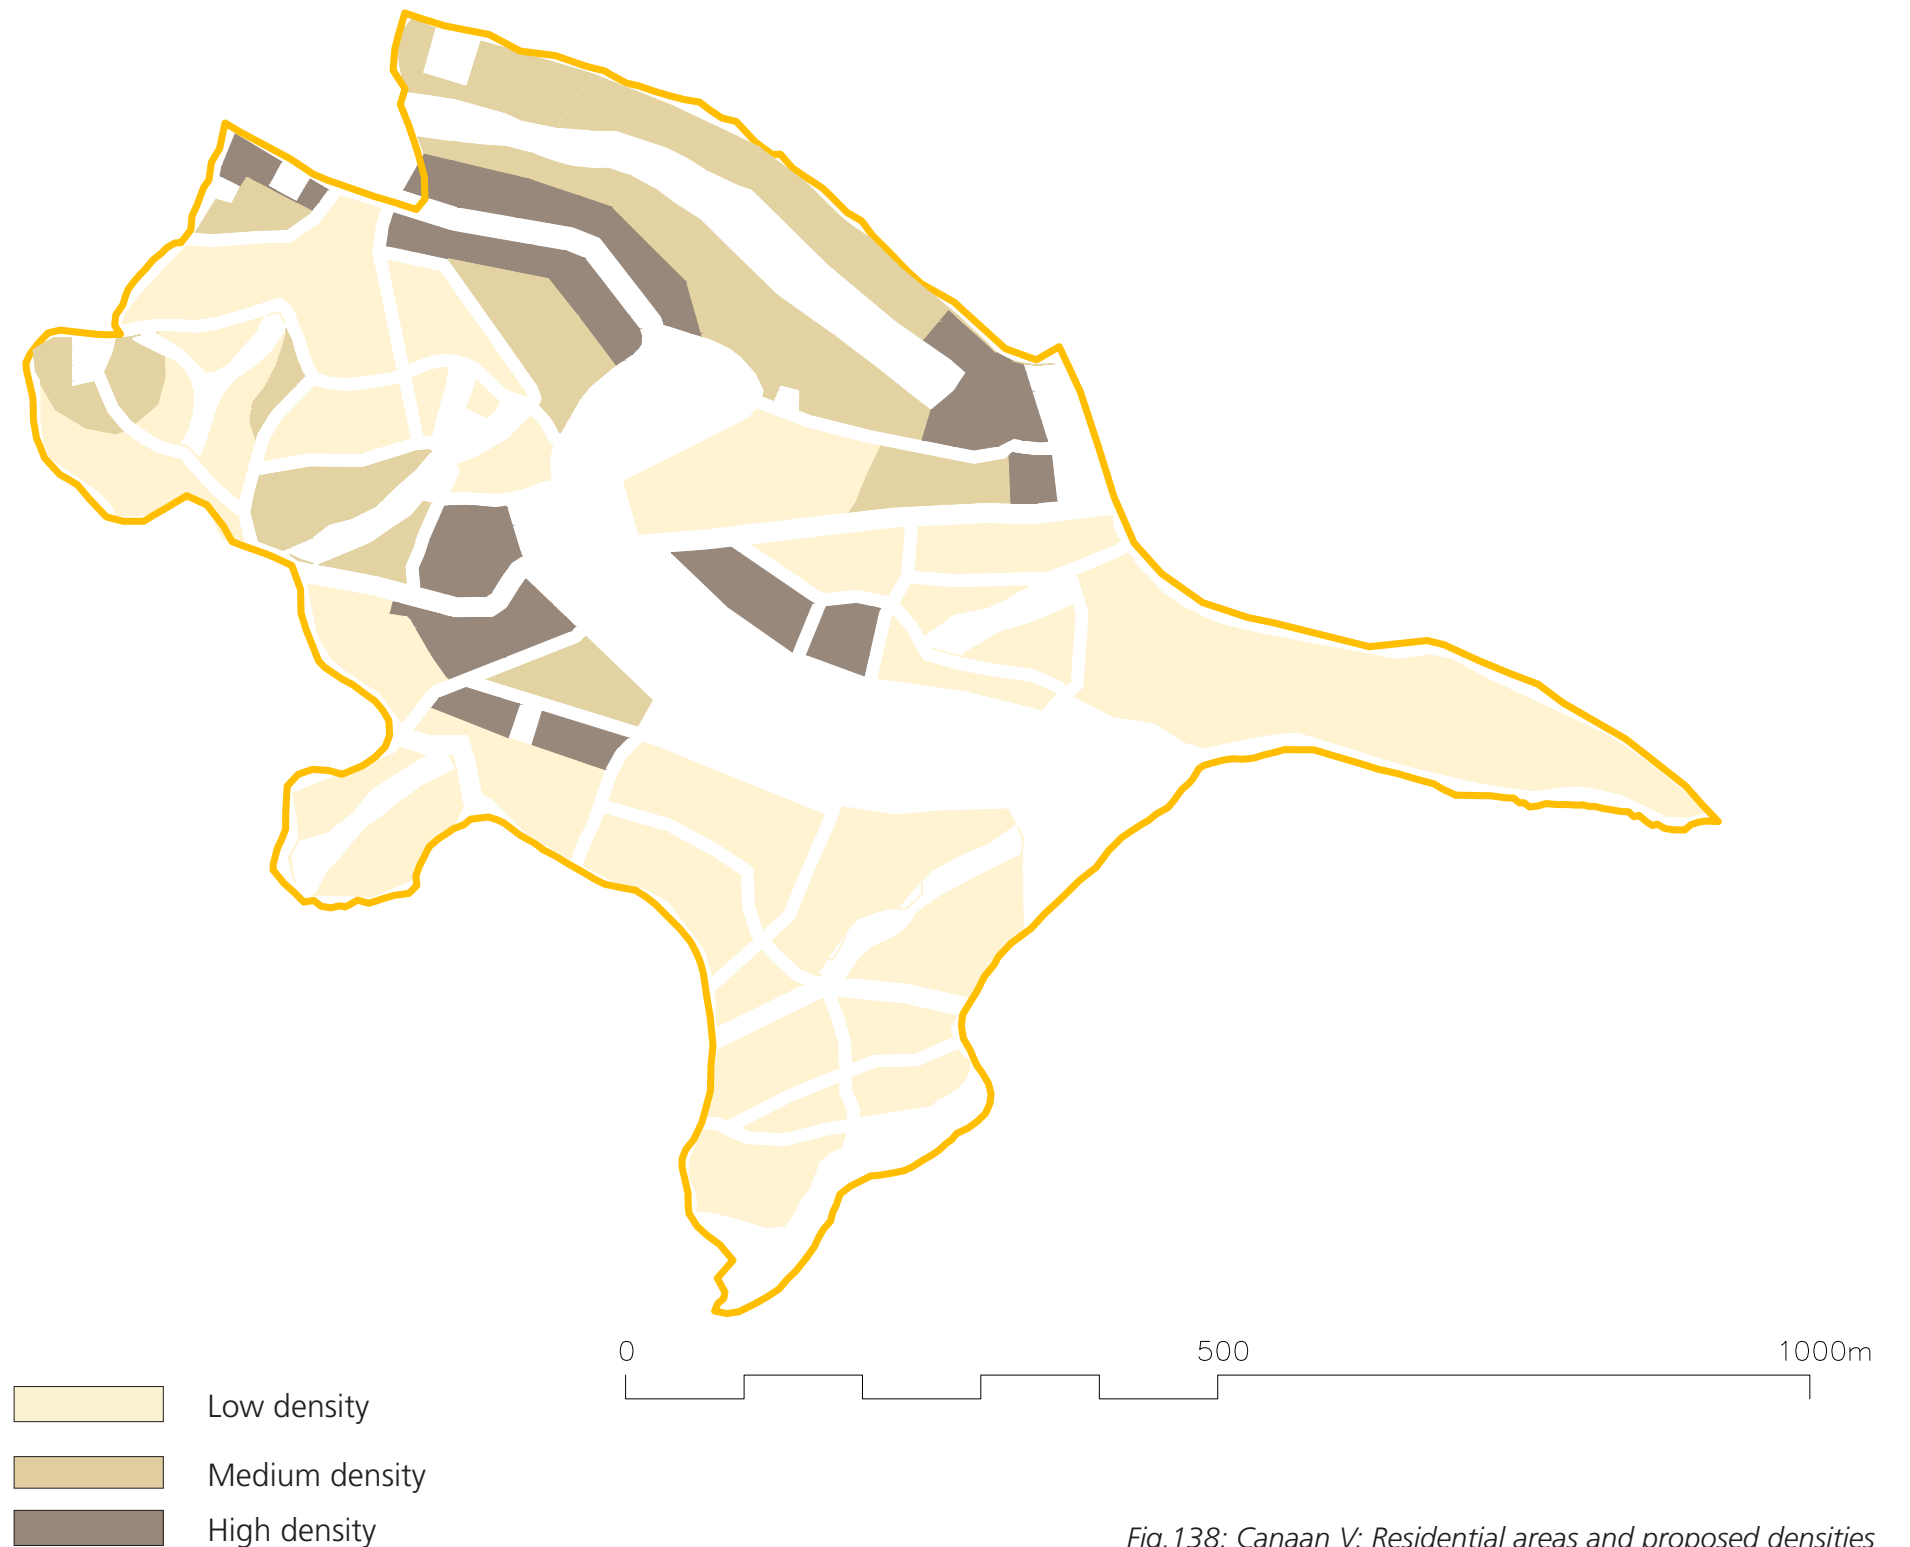 0 500 1000m
Low density
Medium density
High density
Fig.138: Canaan V: Residential areas and proposed densities